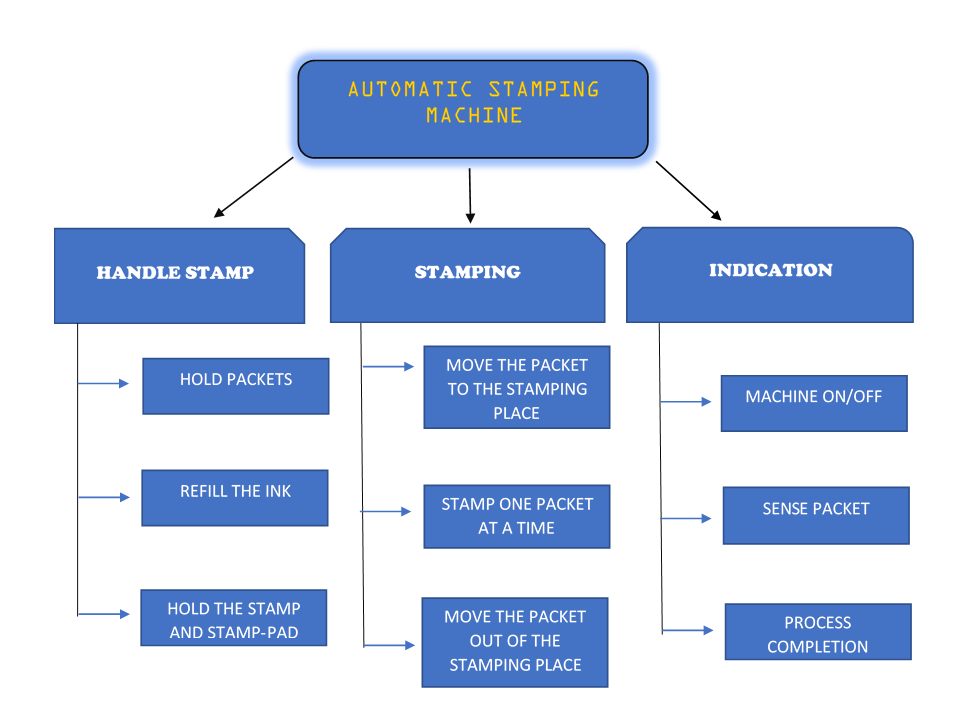 AUTOMATIC STAMPING
MACHINE
HANDLE STAMP
HOLD PACKETS
REFILL THE INK
HOLD THE STAMP
AND STAMP-PAD
STAMPING
MOVE THE PACKET
TO THE STAMPING
PLACE
STAMP ONE PACKET
AT A TIME
MOVE THE PACKET
OUT OF THE
STAMPING PLACE
INDICATION
MACHINE ON/OFF
SENSE PACKET
PROCESS
COMPLETION